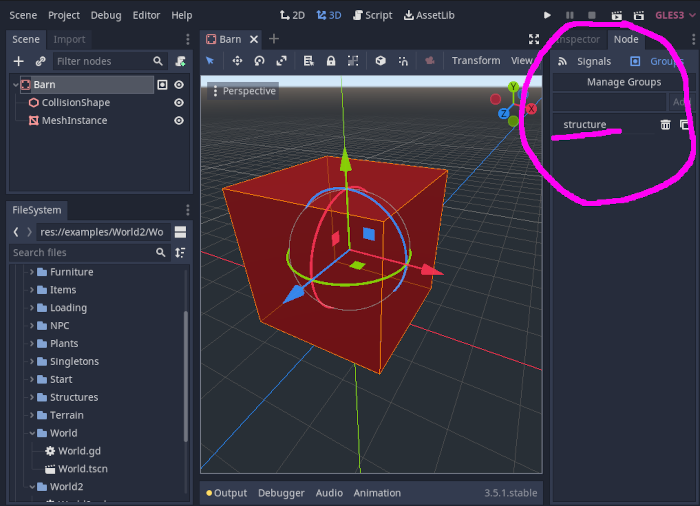 Scene Project Debug Editor Help 2D 3D Script AssetLib GLES3
Scene Import
Filter nodes
Barn
CollisionShape
MeshInstance
FileSystem
res://examples/World2/Wo
Search files
Furniture
Items
Loading
NPC
Plants
Singletons
Start
Structures
Terrain
World
World.gd
World.tscn
World2
Barn
Transform View
Perspective
Y
X
Z
Output Debugger Audio Animation 3.5.1.stable
Inspector Node
Signals Groups
Manage Groups
structure